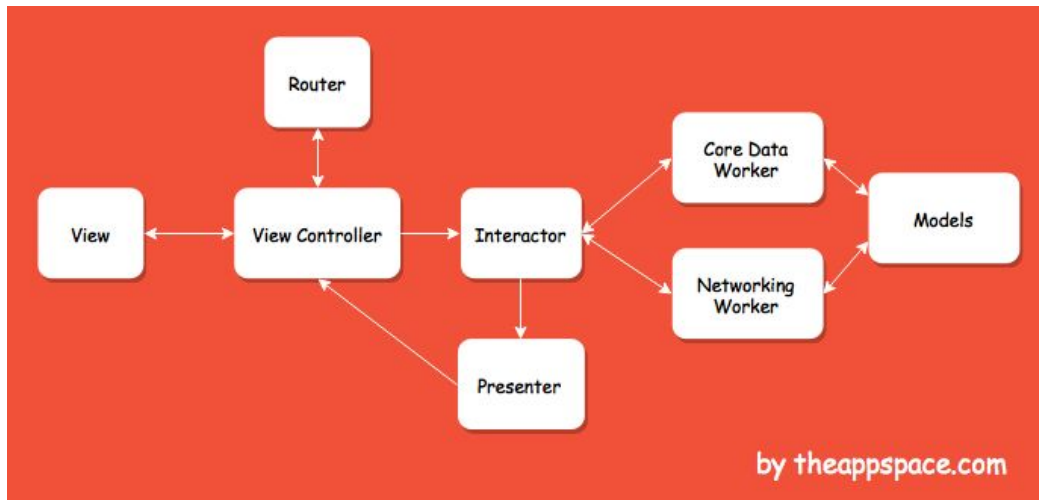 Router
View
View Controller
Interactor
Core Data
Worker
Networking
Worker
Models
Presenter
by theappspace.com